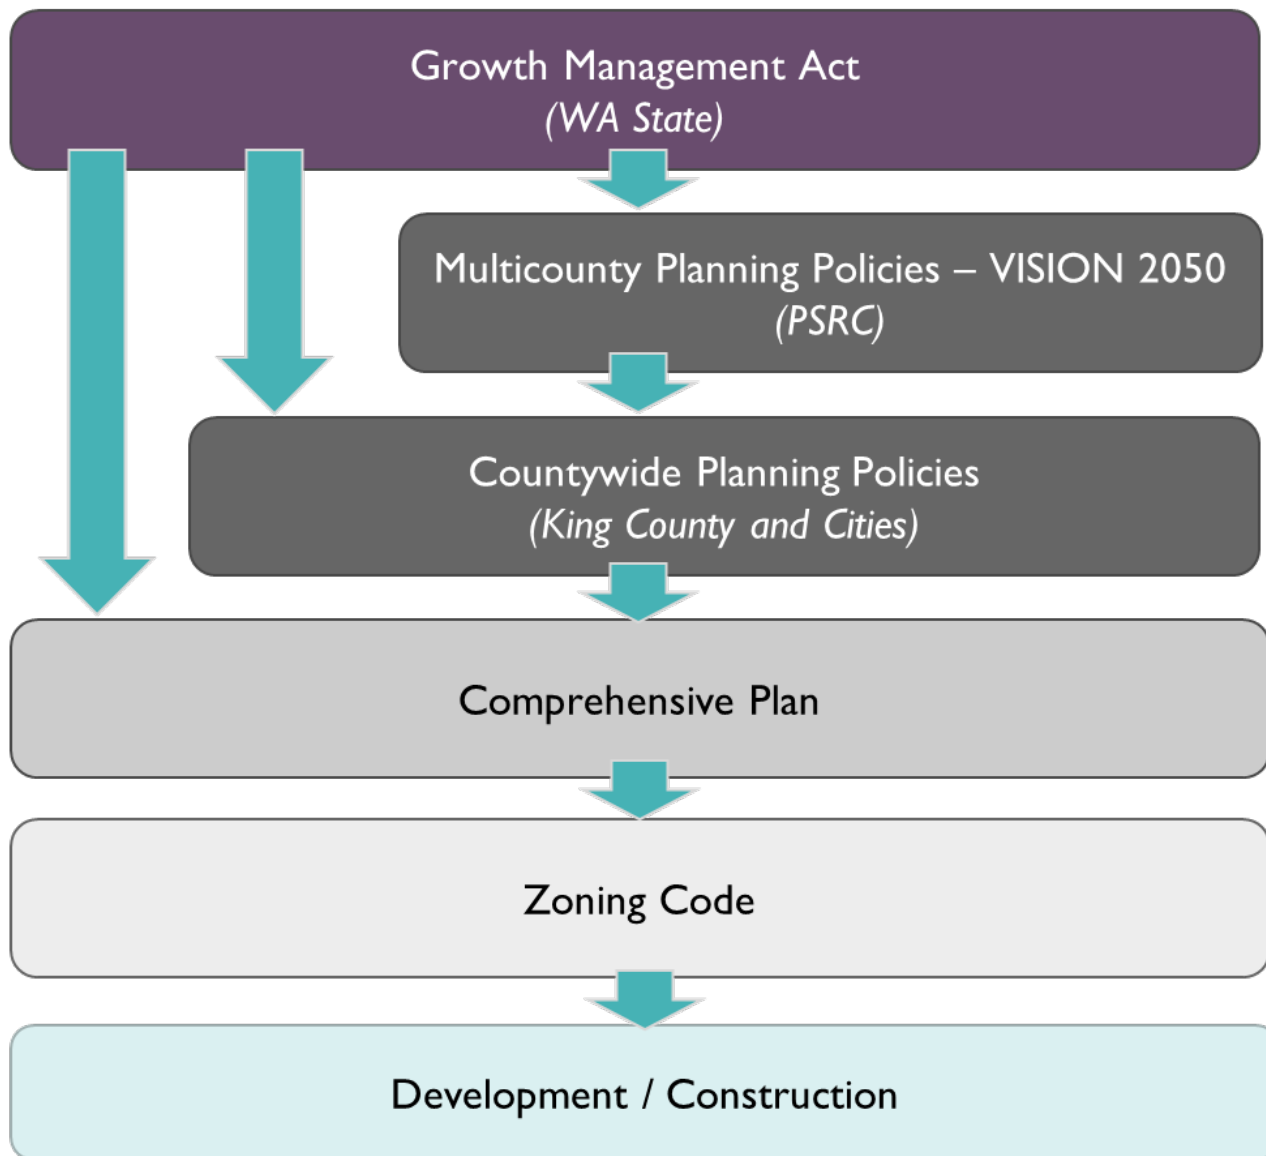 Growth Management Act
(WA State)
Multicounty Planning Policies – VISION 2050
(PSRC)
Countywide Planning Policies
(King County and Cities)
Comprehensive Plan
Zoning Code
Development / Construction